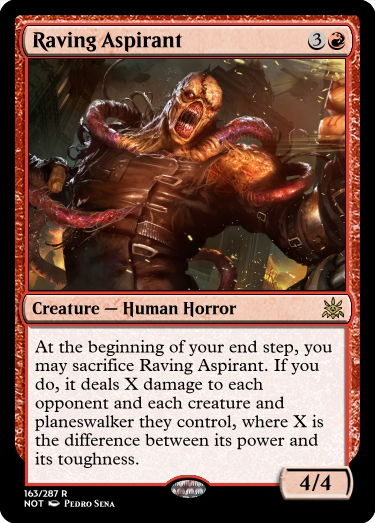 Raving Aspirant 3
Creature — Human Horror
At the beginning of your end step, you
may sacrifice Raving Aspirant. If you
do, it deals X damage to each
opponent and each creature and
planeswalker they control, where X is
the difference between its power and
its toughness.
4/4
163/287 R
NOT Pedro Sena